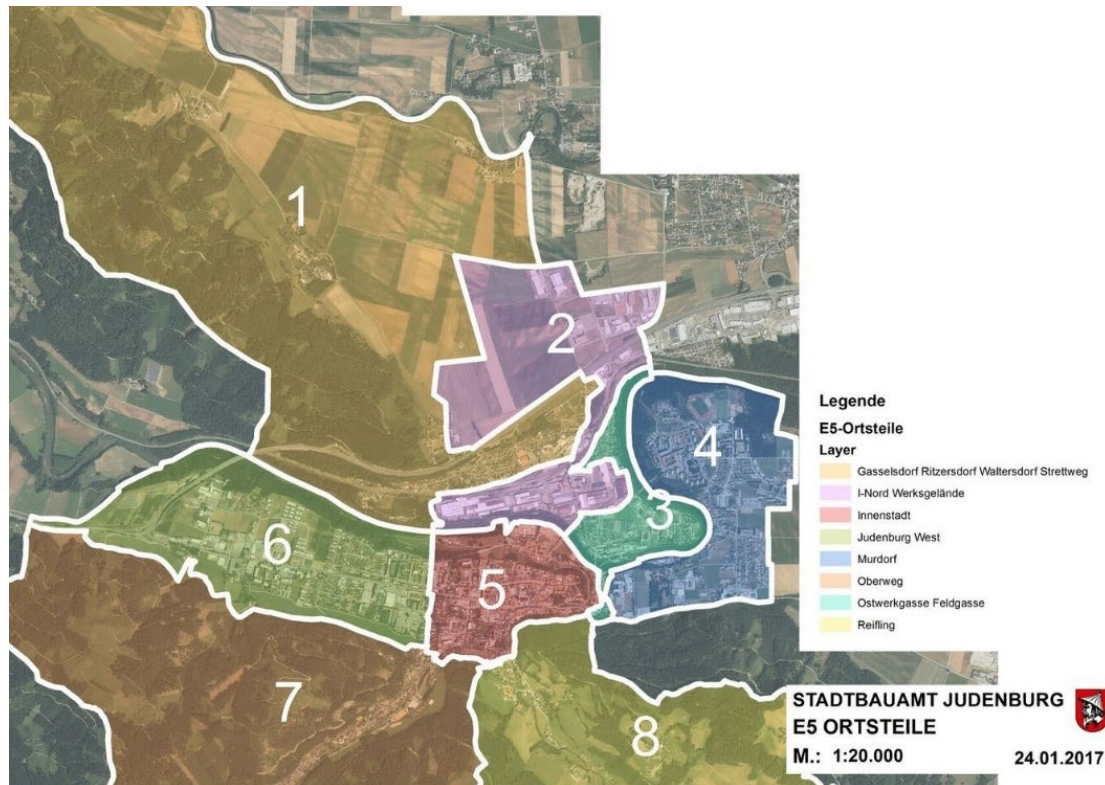 1
2
3
4
5
6
7
8
Legende
E5-Ortsteile
Layer
Gasselsdorf Ritzersdorf Waltersdorf Strettweg
I-Nord Werksgelände
Innenstadt
Judenburg West
Murdorf
Oberweg
Ostwerkgasse Feldgasse
Reifling
STADTBAUAMT JUDENBURG
E5 ORTSTEILE
M.: 1:20.000 24.01.2017